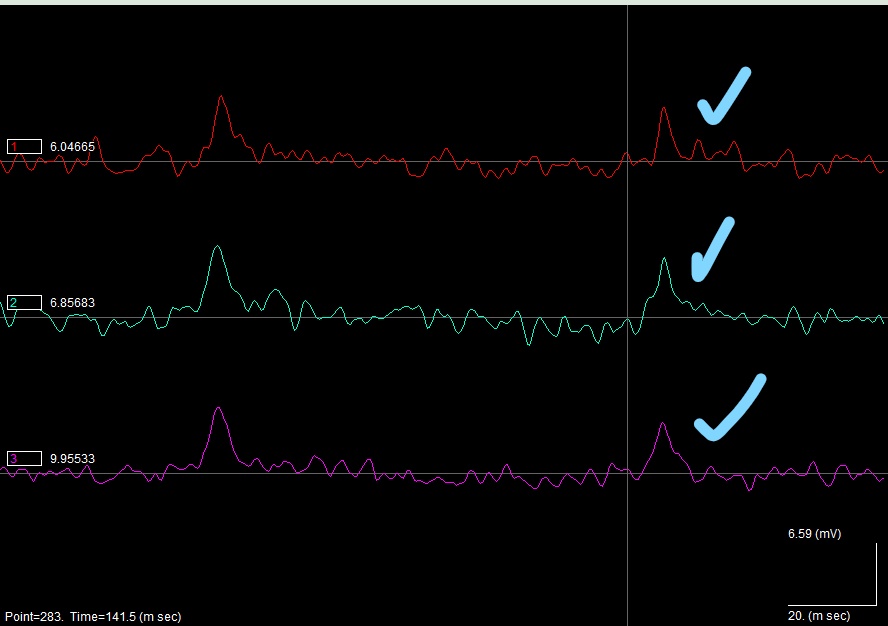 1 6.04665
2 6.85683
3 9.95533
6.59 (mV)
20. (m sec)
Point=283. Time=141.5 (m sec)